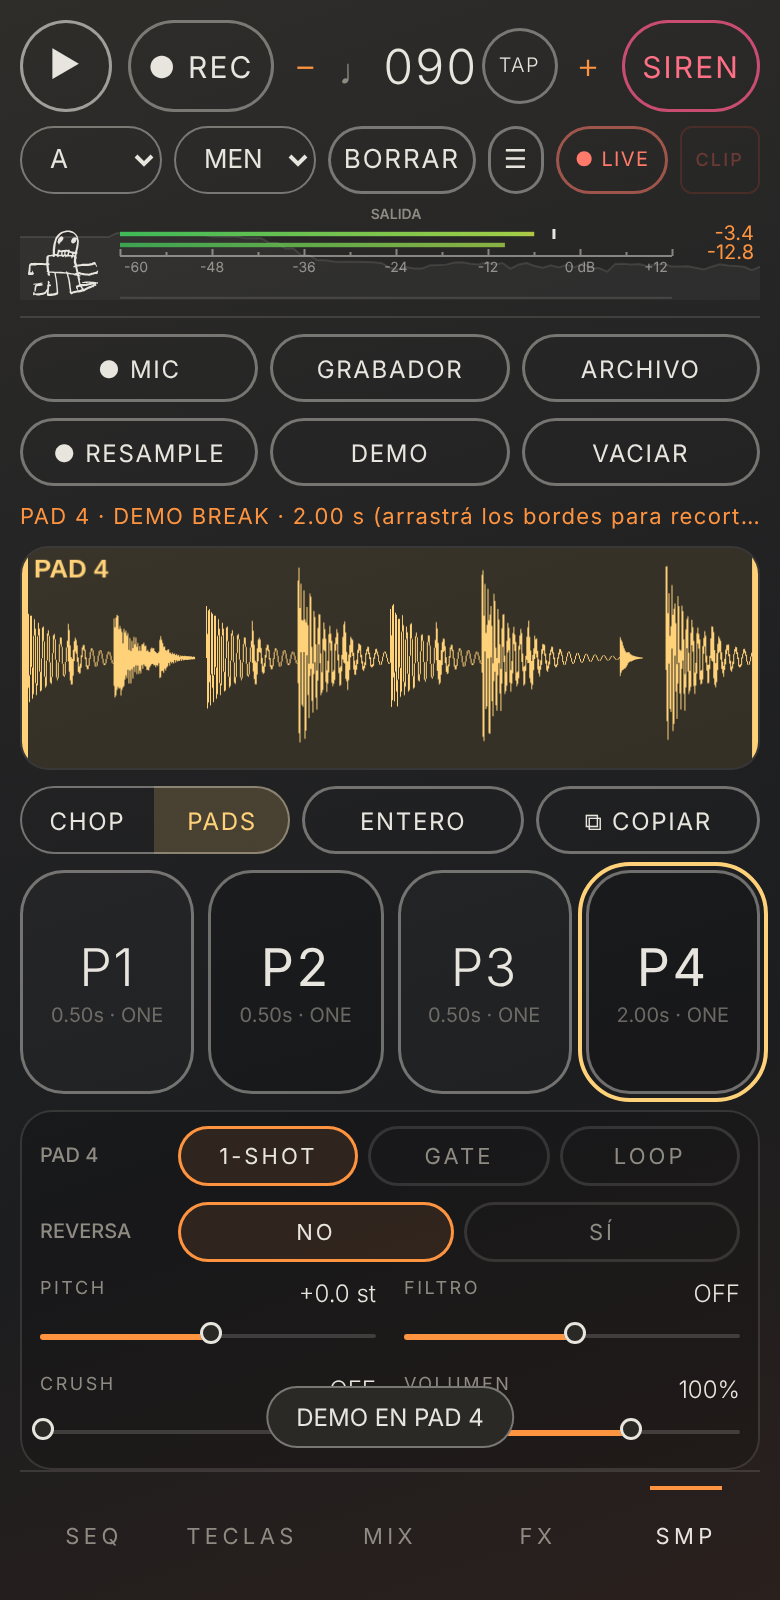 REC
− ♩ 090
TAP
+
SIREN
A
MEN
BORRAR
☰
LIVE
CLIP
SALIDA
-3.4
-12.8
-60 -48 -36 -24 -12 0 dB +12
MIC
GRABADOR
ARCHIVO
RESAMPLE
DEMO
VACIAR
PAD 4 · DEMO BREAK · 2.00 s (arrastrá los bordes para recort...
PAD 4
CHOP
PADS
ENTERO
⧉ COPIAR
P1
0.50s · ONE
P2
0.50s · ONE
P3
0.50s · ONE
P4
2.00s · ONE
PAD 4
1-SHOT
GATE
LOOP
REVERSA
NO
SÍ
PITCH
+0.0 st
FILTRO
OFF
CRUSH
OFF
VOLUMEN
100%
DEMO EN PAD 4
SEQ
TECLAS
MIX
FX
SMP